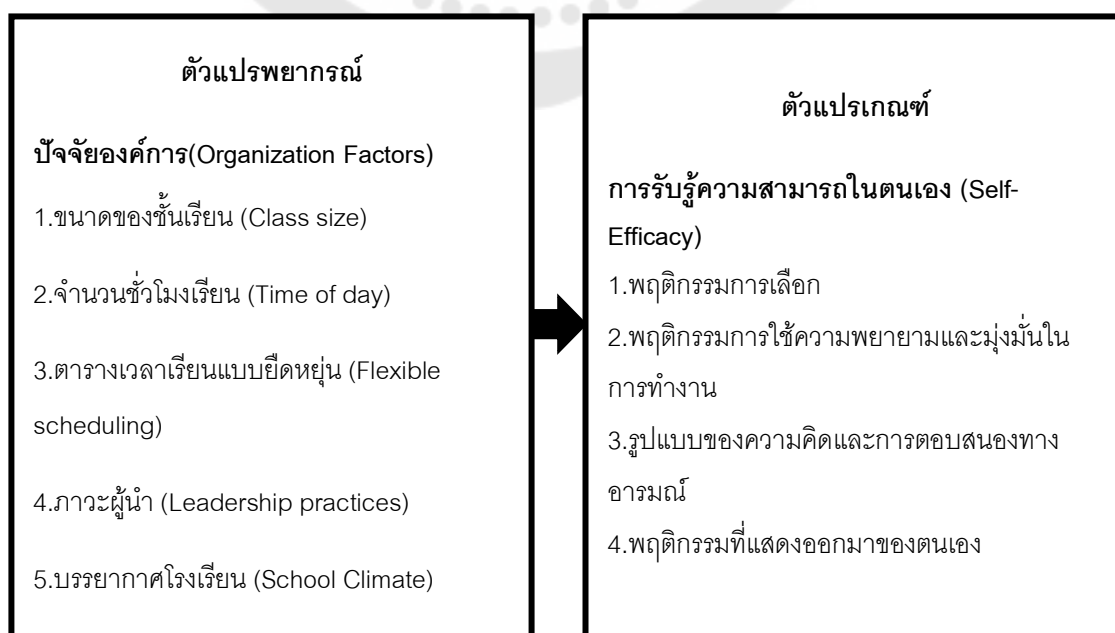 ตัวแปรพยากรณ์
ปัจจัยองค์การ(Organization Factors)
1.ขนาดของชั้นเรียน (Class size)
2.จำนวนชั่วโมงเรียน (Time of day)
3.ตารางเวลาเรียนแบบยืดหยุ่น (Flexible
scheduling)
4.ภาวะผู้นำ (Leadership practices)
5.บรรยากาศโรงเรียน (School Climate)
ตัวแปรเกณฑ์
การรับรู้ความสามารถในตนเอง (Self-
Efficacy)
1.พฤติกรรมการเลือก
2.พฤติกรรมการใช้ความพยายามและมุ่งมั่นใน
การทำงาน
3.รูปแบบของความคิดและการตอบสนองทาง
อารมณ์
4.พฤติกรรมที่แสดงออกมาของตนเอง